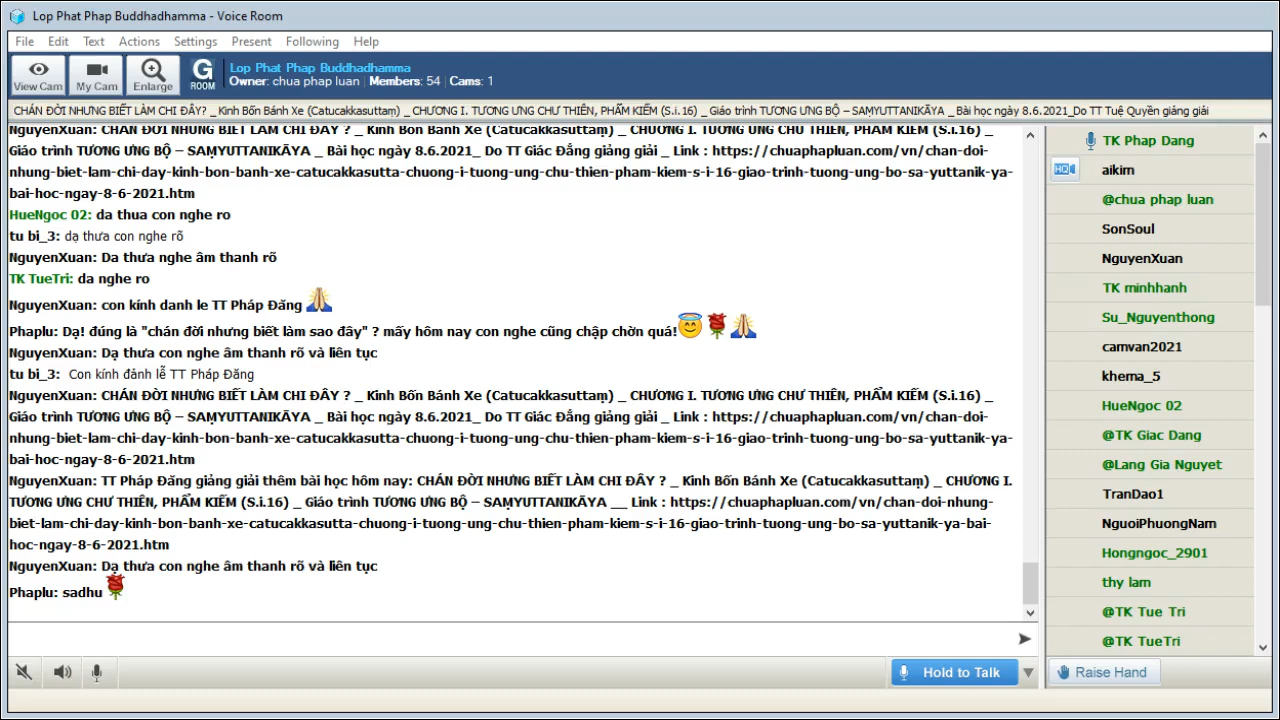 Lop Phat Phap Buddhadhamma - Voice Room
File Edit Text Actions Settings Present Following Help
View Cam
My Cam
Enlarge
G
ROOM
Lop Phat Phap Buddhadhamma
Owner: chua phap luan | Members: 54 | Cams: 1
CHÁN ĐỜI NHƯNG BIẾT LÀM CHI ĐÂY? _ Kinh Bốn Bánh Xe (Catucakkasuttaṃ) _ CHƯƠNG I. TƯƠNG ƯNG CHƯ THIÊN, PHẨM KIẾM (S.i.16) _ Giáo trình TƯƠNG ƯNG BỘ – SAṂYUTTANIKĀYA _ Bài học ngày 8.6.2021_Do TT Tuệ Quyền giảng giải
NguyenXuan: CHÁN ĐỜI NHƯNG BIẾT LÀM CHI ĐÂY ? _ Kinh Bốn Bánh Xe (Catucakkasuttaṃ) _ CHƯƠNG I. TƯƠNG ƯNG CHƯ THIÊN, PHẨM KIẾM (S.i.16) _
Giáo trình TƯƠNG ƯNG BỘ – SAṂYUTTANIKĀYA _ Bài học ngày 8.6.2021_ Do TT Giác Đẳng giảng giải _ Link : https://chuaphapluan.com/vn/chan-doi-
nhung-biet-lam-chi-day-kinh-bon-banh-xe-catucakkasutta-chuong-i-tuong-ung-chu-thien-pham-kiem-s-i-16-giao-trinh-tuong-ung-bo-sa-yuttanik-ya-
bai-hoc-ngay-8-6-2021.htm
HueNgoc 02: da thua con nghe ro
tu bi_3: dạ thưa con nghe rõ
NguyenXuan: Dạ thưa nghe âm thanh rõ
TK TueTri: da nghe ro
NguyenXuan: con kính danh le TT Pháp Đăng 🙏
Phaplu: Dạ! đúng là "chán đời nhưng biết làm sao đây" ? mấy hôm nay con nghe cũng chập chờn quá!😇🌹🙏
NguyenXuan: Dạ thưa con nghe âm thanh rõ và liên tục
tu bi_3: Con kính đảnh lễ TT Pháp Đăng
NguyenXuan: CHÁN ĐỜI NHƯNG BIẾT LÀM CHI ĐÂY ? _ Kinh Bốn Bánh Xe (Catucakkasuttaṃ) _ CHƯƠNG I. TƯƠNG ƯNG CHƯ THIÊN, PHẨM KIẾM (S.i.16) _
Giáo trình TƯƠNG ƯNG BỘ – SAṂYUTTANIKĀYA _ Bài học ngày 8.6.2021_ Do TT Giác Đẳng giảng giải _ Link : https://chuaphapluan.com/vn/chan-doi-
nhung-biet-lam-chi-day-kinh-bon-banh-xe-catucakkasutta-chuong-i-tuong-ung-chu-thien-pham-kiem-s-i-16-giao-trinh-tuong-ung-bo-sa-yuttanik-ya-
bai-hoc-ngay-8-6-2021.htm
NguyenXuan: TT Pháp Đăng giảng giải thêm bài học hôm nay: CHÁN ĐỜI NHƯNG BIẾT LÀM CHI ĐÂY ? _ Kinh Bốn Bánh Xe (Catucakkasuttaṃ) _ CHƯƠNG I.
TƯƠNG ƯNG CHƯ THIÊN, PHẨM KIẾM (S.i.16) _ Giáo trình TƯƠNG ƯNG BỘ – SAṂYUTTANIKĀYA __ Link : https://chuaphapluan.com/vn/chan-doi-nhung-
biet-lam-chi-day-kinh-bon-banh-xe-catucakkasutta-chuong-i-tuong-ung-chu-thien-pham-kiem-s-i-16-giao-trinh-tuong-ung-bo-sa-yuttanik-ya-bai-
hoc-ngay-8-6-2021.htm
NguyenXuan: Dạ thưa con nghe âm thanh rõ và liên tục
Phaplu: sadhu 🌹
TK Phap Dang
HQ
aikim
@chua phap luan
SonSoul
NguyenXuan
TK minhhanh
Su_Nguyenthong
camvan2021
khema_5
HueNgoc 02
@TK Giac Dang
@Lang Gia Nguyet
TranDao1
NguoiPhuongNam
Hongngoc_2901
thy lam
@TK Tue Tri
@TK TueTri
Hold to Talk
Raise Hand